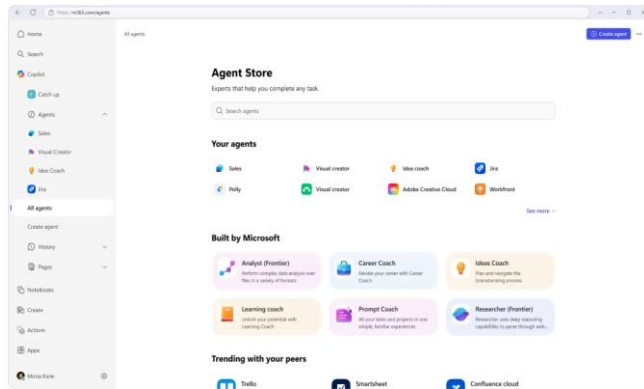 https://m365.com/agents
Home
Search
Copilot
Catch up
Agents
Sales
Visual Creator
Idea Coach
Jira
All agents
Create agent
History
Pages
Notebooks
Create
Actions
Apps
Mona Kane
All agents
Create agent
Agent Store
Experts that help you complete any task.
Search agents
Your agents
Sales
Visual creator
Idea coach
Jira
Polly
Visual creator
Adobe Creative Cloud
Workfront
See more
Built by Microsoft
Analyst (Frontier)
Perform complex data analysis over
files in a variety of formats
Career Coach
Elevate your career with Career
Coach
Ideas Coach
Plan and navigate the
brainstorming process
Learning coach
Unlock your potential with
Learning Coach
Prompt Coach
All your tasks and projects in one
simple, familiar experiences
Researcher (Frontier)
Researcher uses deep reasoning
capabilities to parse through web...
Trending with your peers
Trello
Smartsheet
Confluence cloud